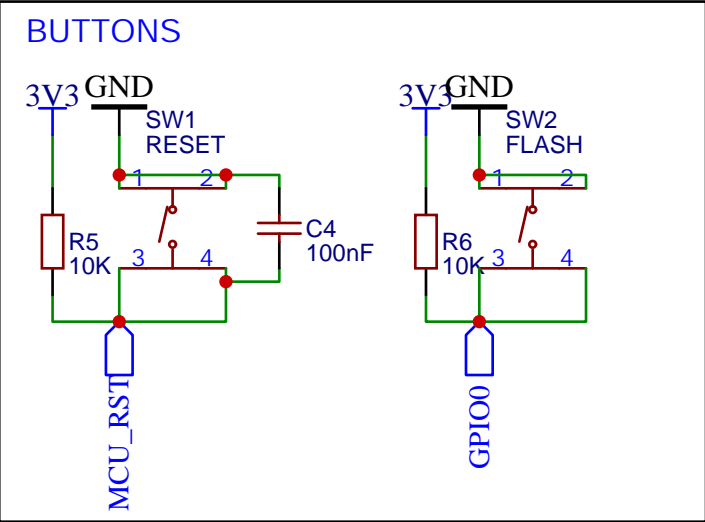 BUTTONS
3V3
GND
SW1
RESET
1
2
3
4
R5
10K
C4
100nF
MCU_RST
3V3
GND
SW2
FLASH
1
2
3
4
R6
10K
GPIO0